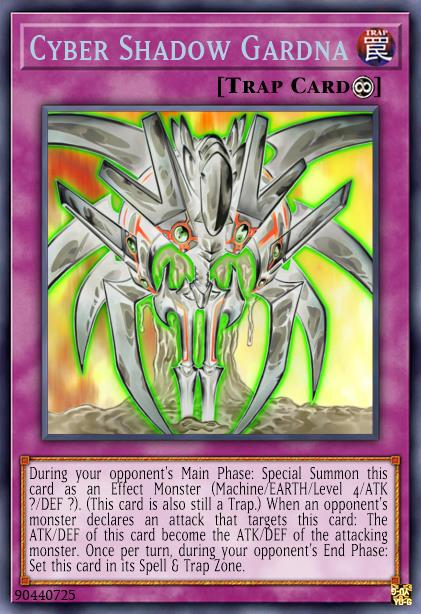 CYBER SHADOW GARDNA
TRAP
罠
[TRAP CARD]
During your opponent's Main Phase: Special Summon this
card as an Effect Monster (Machine/EARTH/Level 4/ATK
?/DEF ?). (This card is also still a Trap.) When an opponent's
monster declares an attack that targets this card: The
ATK/DEF of this card become the ATK/DEF of the attacking
monster. Once per turn, during your opponent's End Phase:
Set this card in its Spell & Trap Zone.
90440725